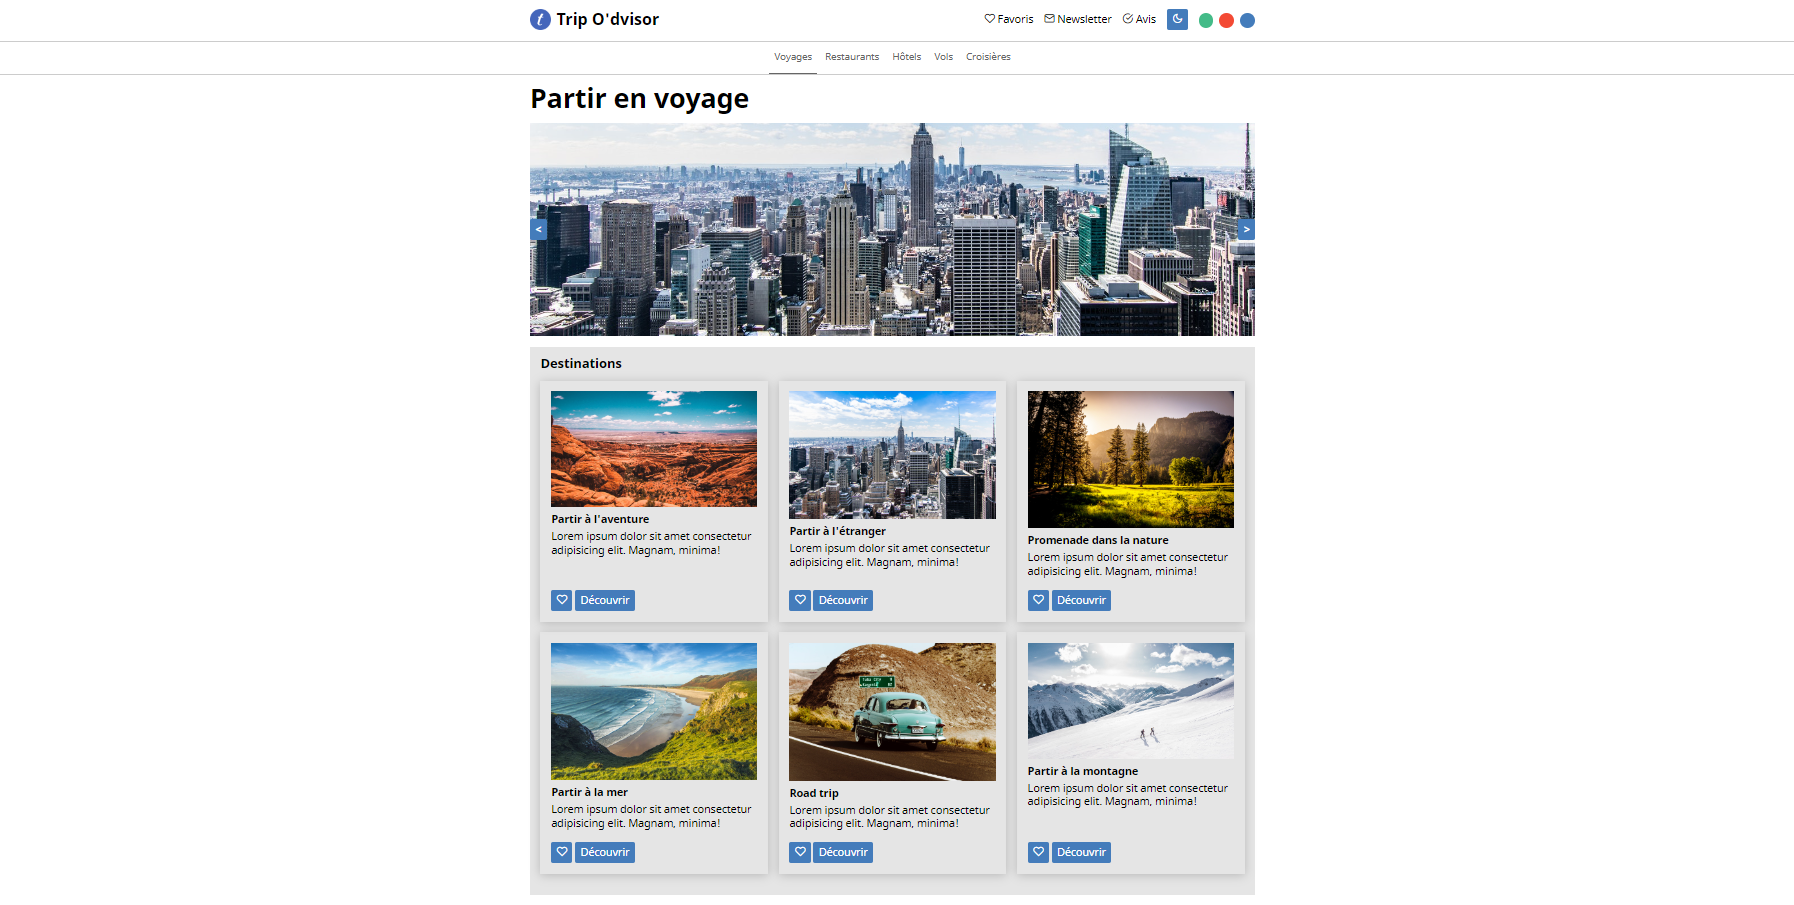 t Trip O'dvisor
Favoris Newsletter Avis
Voyages Restaurants Hôtels Vols Croisières
Partir en voyage
< >
Destinations
Partir à l'aventure
Lorem ipsum dolor sit amet consectetur
adipisicing elit. Magnam, minima!
Découvrir
Partir à l'étranger
Lorem ipsum dolor sit amet consectetur
adipisicing elit. Magnam, minima!
Découvrir
Promenade dans la nature
Lorem ipsum dolor sit amet consectetur
adipisicing elit. Magnam, minima!
Découvrir
Partir à la mer
Lorem ipsum dolor sit amet consectetur
adipisicing elit. Magnam, minima!
Découvrir
Road trip
Lorem ipsum dolor sit amet consectetur
adipisicing elit. Magnam, minima!
Découvrir
Partir à la montagne
Lorem ipsum dolor sit amet consectetur
adipisicing elit. Magnam, minima!
Découvrir